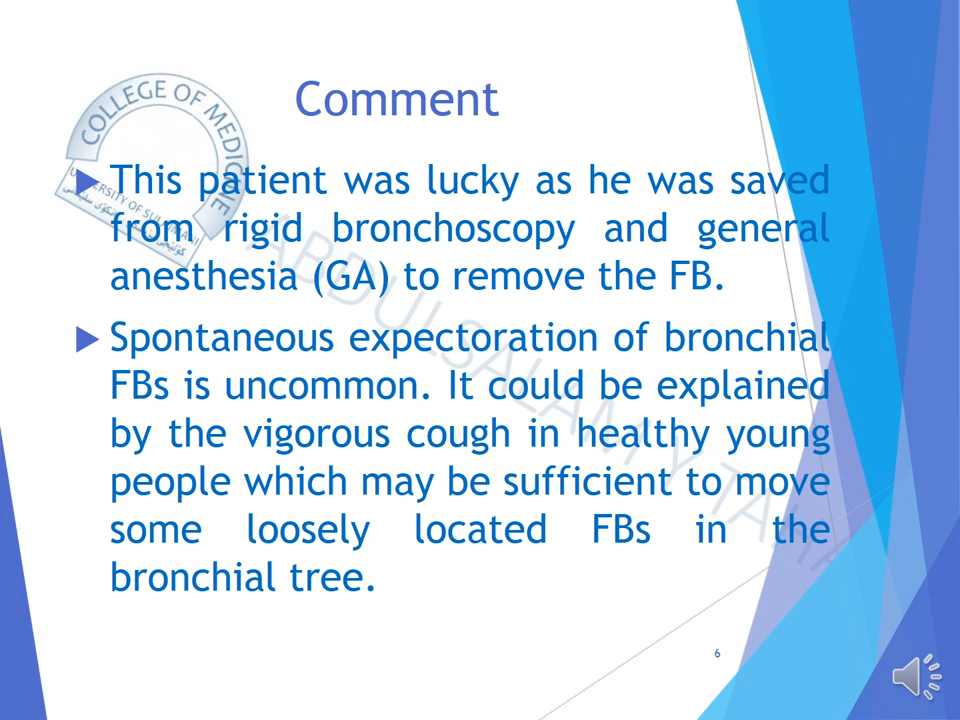 Comment
COLLEGE OF MEDICINE
UNIVERSITY OF SULAIMANI
This patient was lucky as he was saved
from rigid bronchoscopy and general
anesthesia (GA) to remove the FB.
Spontaneous expectoration of bronchial
FBs is uncommon. It could be explained
by the vigorous cough in healthy young
people which may be sufficient to move
some loosely located FBs in the
bronchial tree.
ABDULSALAM Y TAHA
6